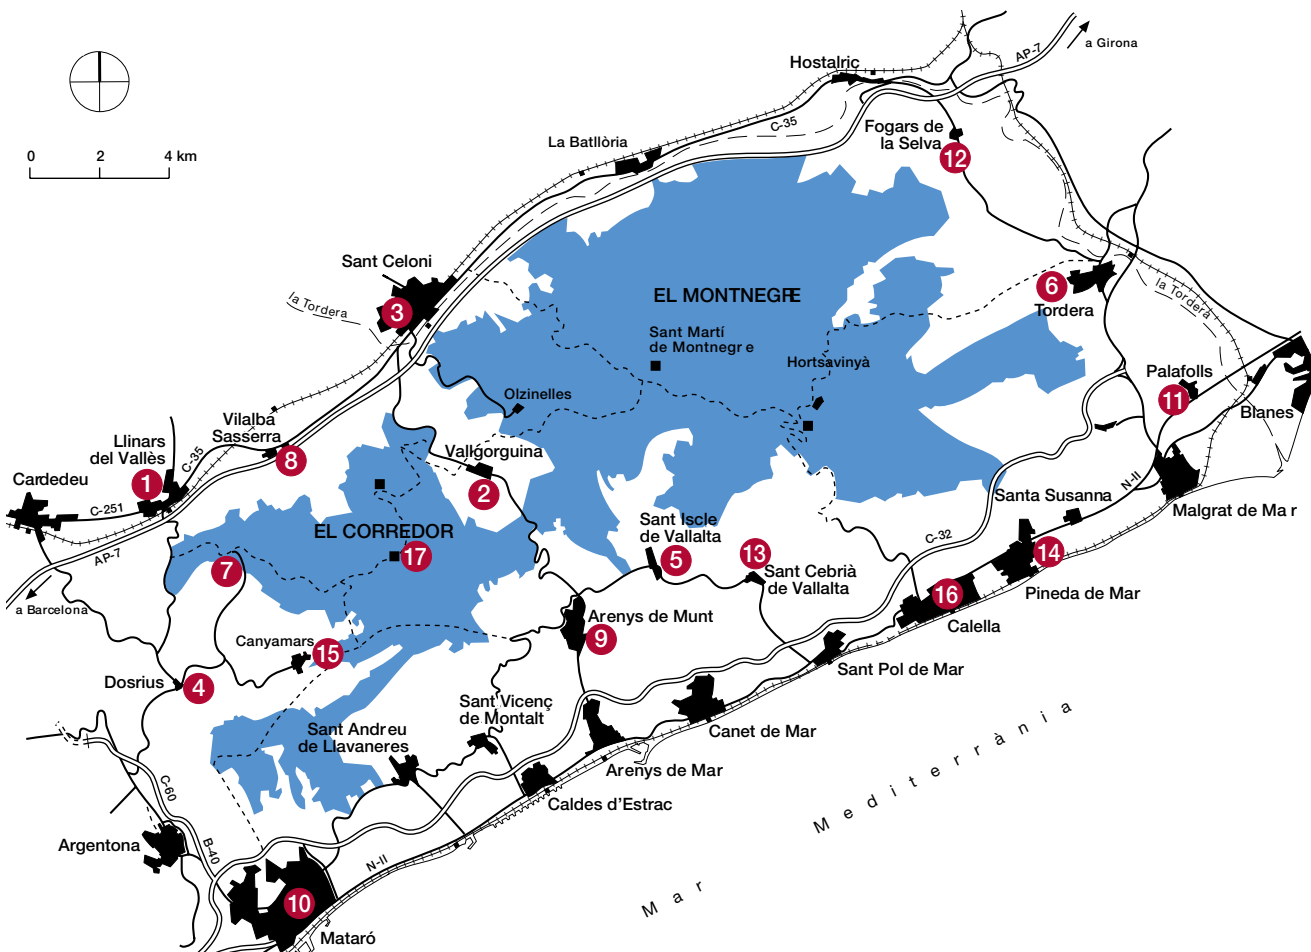 Hostalric
AP-7
a Girona
C-35
Fogars de
la Selva
12
La Batllòria
0 2 4 km
Sant Celoni
3
la Tordera
EL MONTNEGRE
6
Tordera
la Tordera
Sant Martí
de Montnegre
Hortsavinyà
Olzinelles
Palafolls
11
Blanes
Vilalba
Sasserra
8
Llinars
del Vallès
1
C-35
Cardedeu
C-251
AP-7
a Barcelona
Vallgorguina
2
N-II
Santa Susanna
Malgrat de Mar
EL CORREDOR
17
Sant Iscle
de Vallalta
5
13
Sant Cebrià
de Vallalta
C-32
14
Pineda de Mar
7
16
Calella
Arenys de Munt
9
Canyamars
15
Sant Pol de Mar
Dosrius
4
Sant Vicenç
de Montalt
Sant Andreu
de Llavaneres
Canet de Mar
Arenys de Mar
Caldes d'Estrac
C-60
B-40
Argentona
N-II
10
Mataró
Mar Mediterrània